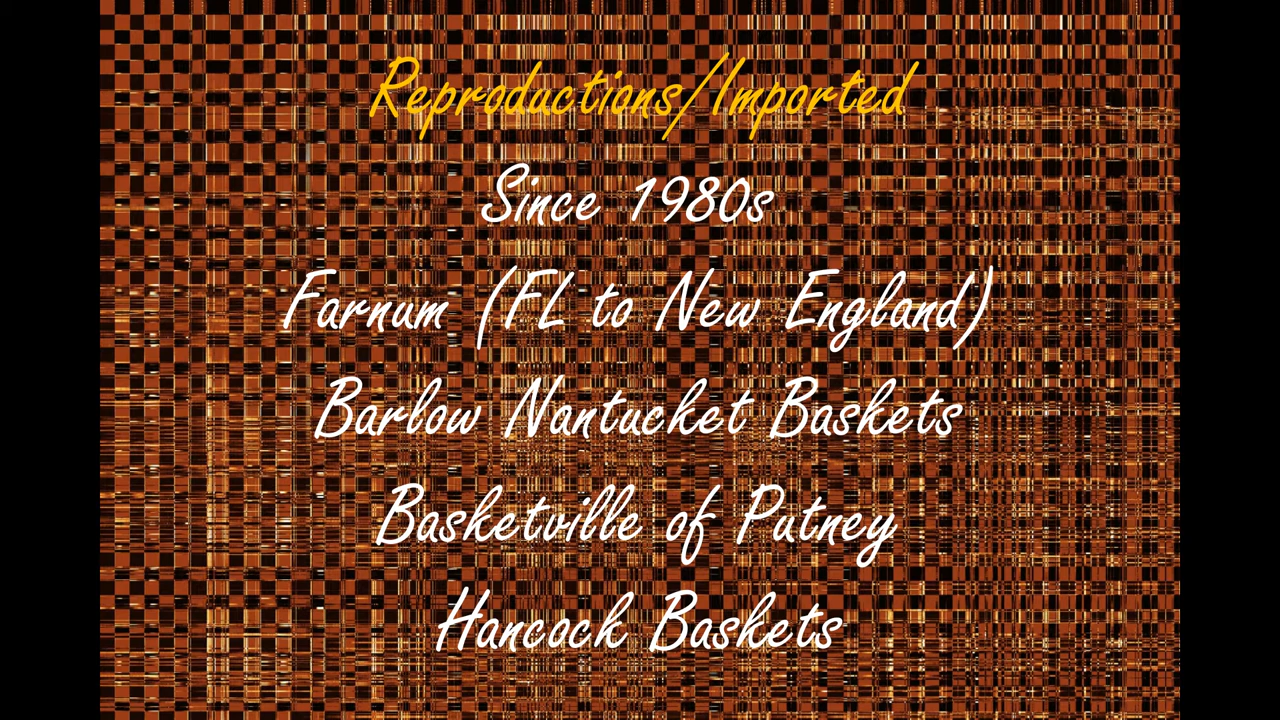 Reproductions/Imported
Since 1980s
Farnum (FL to New England)
Barlow Nantucket Baskets
Basketville of Putney
Hancock Baskets